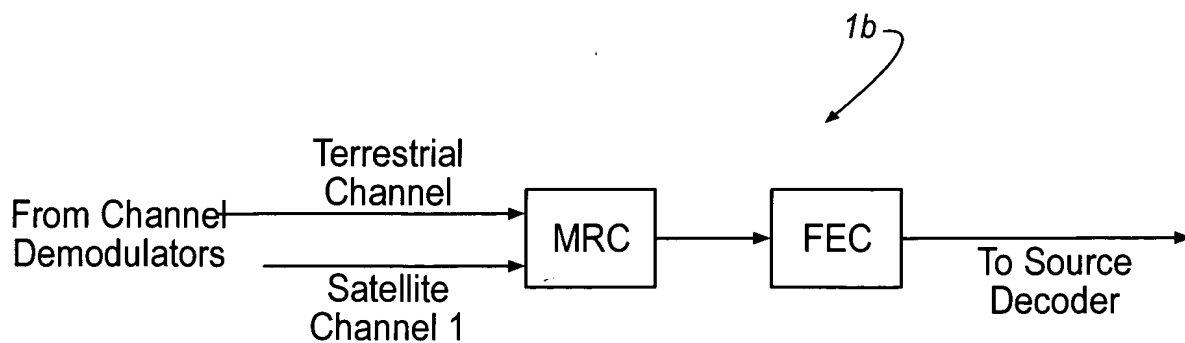 1b
Terrestrial
Channel
From Channel
Demodulators
MRC
FEC
Satellite
Channel 1
To Source
Decoder